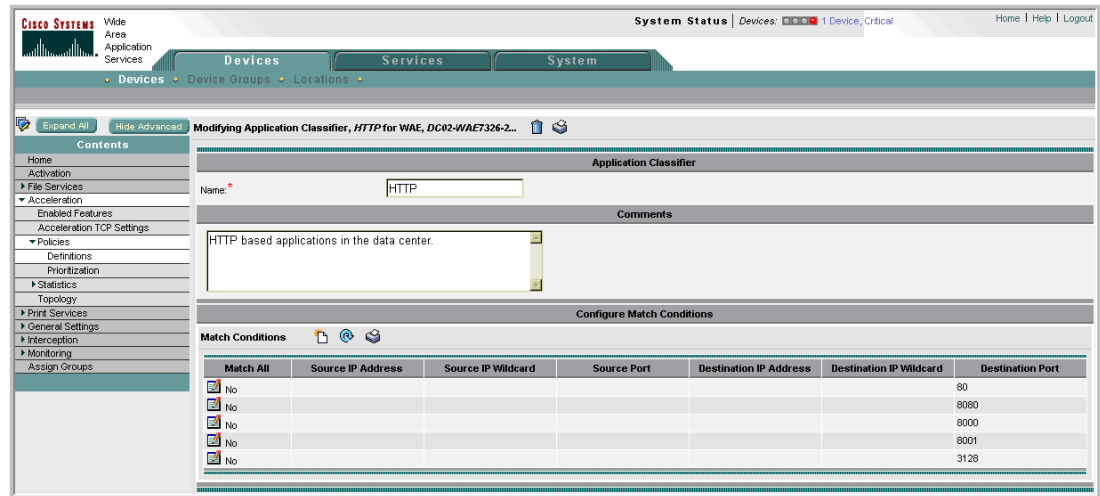 CISCO SYSTEMS
Wide
Area
Application
Services
System Status | Devices: 1 Device, Critical
Home | Help | Logout
Devices Services System
Devices Device Groups Locations
Expand All Hide Advanced
Modifying Application Classifier, HTTP for WAE, DC02-WAE7326-2...
Contents
Home
Activation
File Services
Acceleration
Enabled Features
Acceleration TCP Settings
Policies
Definitions
Prioritization
Statistics
Topology
Print Services
General Settings
Interception
Monitoring
Assign Groups
Application Classifier
Name:* HTTP
Comments
HTTP based applications in the data center.
Configure Match Conditions
Match Conditions
Match All Source IP Address Source IP Wildcard Source Port Destination IP Address Destination IP Wildcard Destination Port
No 80
No 8080
No 8000
No 8001
No 3128